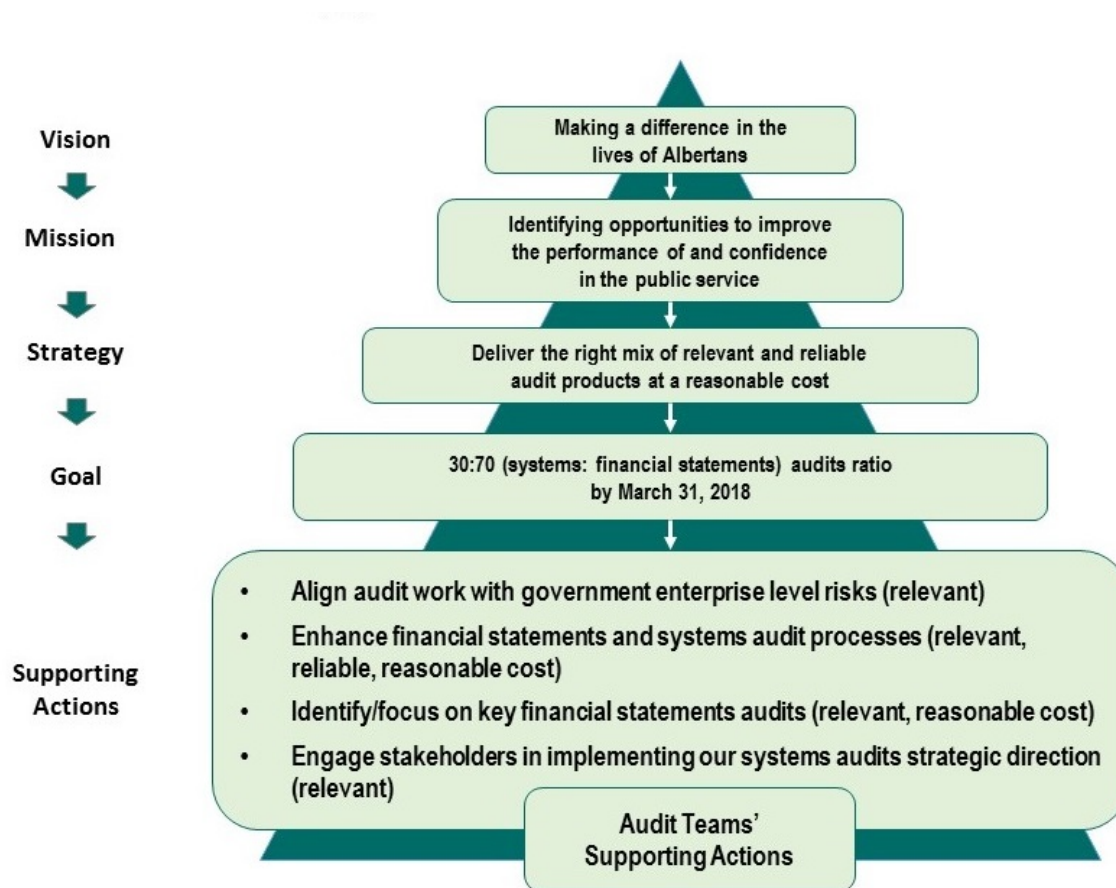 Vision
Making a difference in the
lives of Albertans
Mission
Identifying opportunities to improve
the performance of and confidence
in the public service
Strategy
Deliver the right mix of relevant and reliable
audit products at a reasonable cost
Goal
30:70 (systems: financial statements) audits ratio
by March 31, 2018
Supporting
Actions
• Align audit work with government enterprise level risks (relevant)
• Enhance financial statements and systems audit processes (relevant,
reliable, reasonable cost)
• Identify/focus on key financial statements audits (relevant, reasonable cost)
• Engage stakeholders in implementing our systems audits strategic direction
(relevant)
Audit Teams’
Supporting Actions